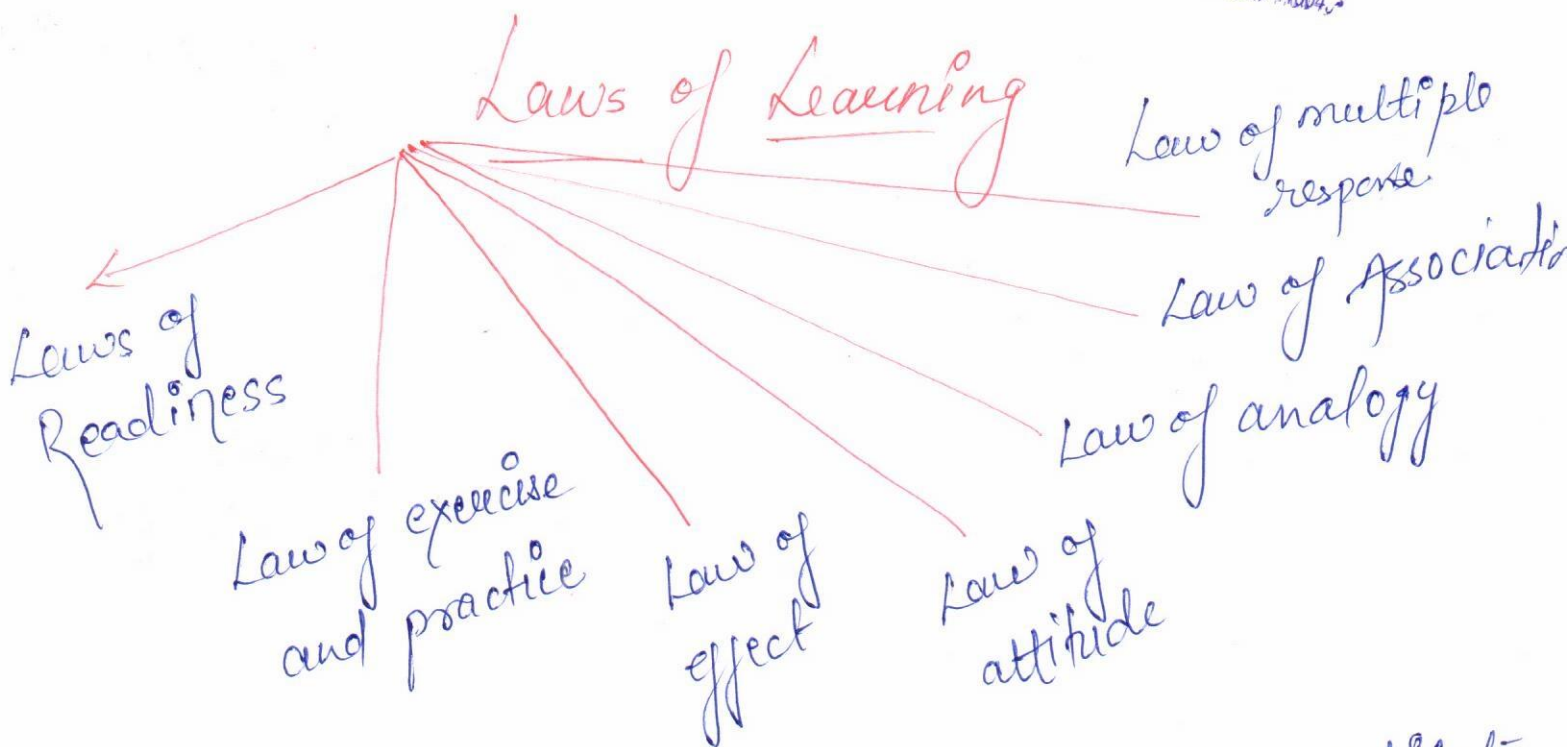 Laws of Learning
Law of multiple
response
Law of Associatio
Law of analogy
Laws of
Readiness
Law of exercise
and practice
Law of
effect
Law of
attitude